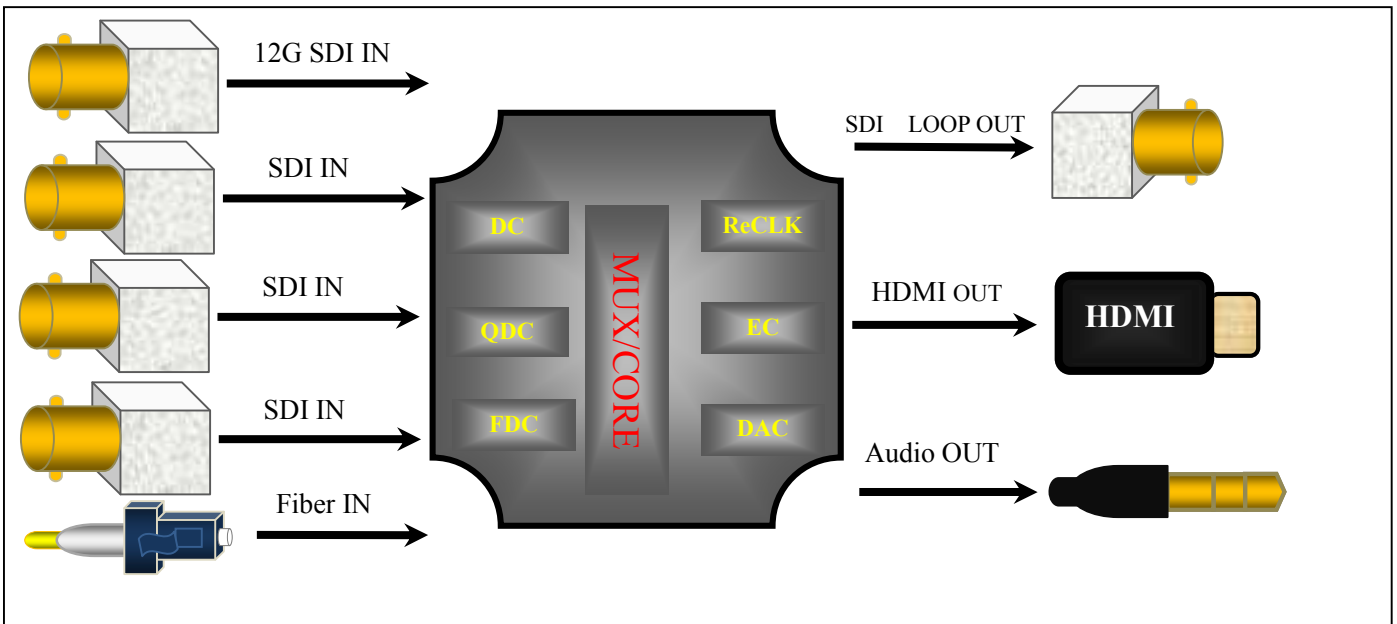 12G SDI IN
SDI IN
SDI IN
SDI IN
Fiber IN
DC
QDC
FDC
MUX/CORE
ReCLK
EC
DAC
SDI LOOP OUT
HDMI OUT
HDMI
Audio OUT